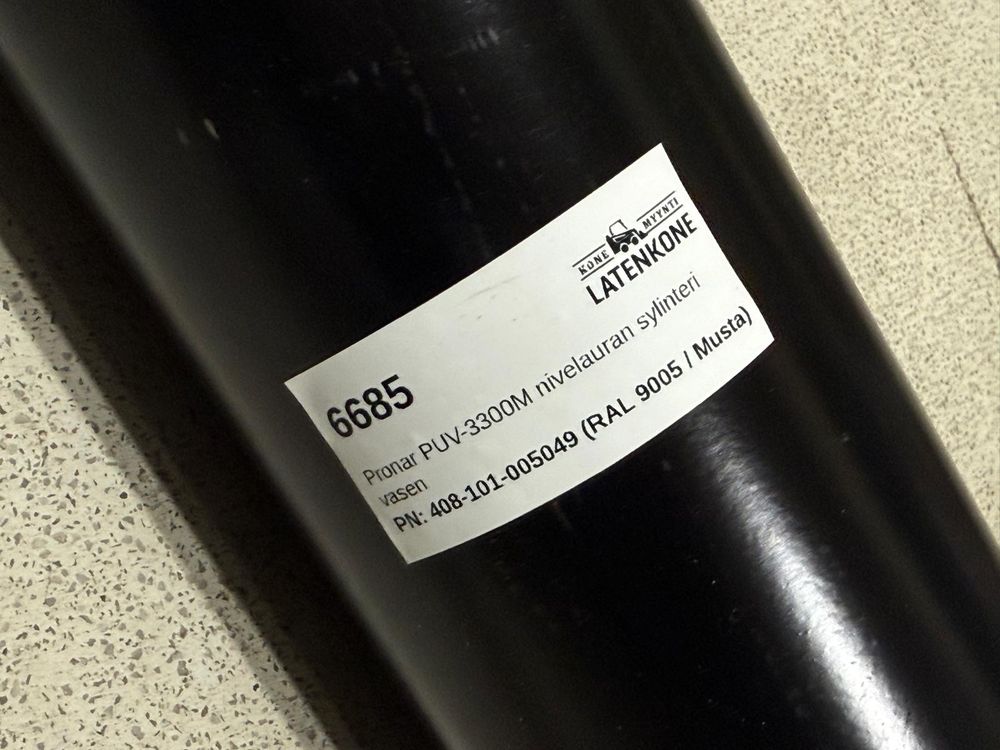 KONE MYYNTI
LATENKONE
6685
Pronar PUV-3300M nivelauran sylinteri
vasen
PN: 408-101-005049 (RAL 9005 / Musta)